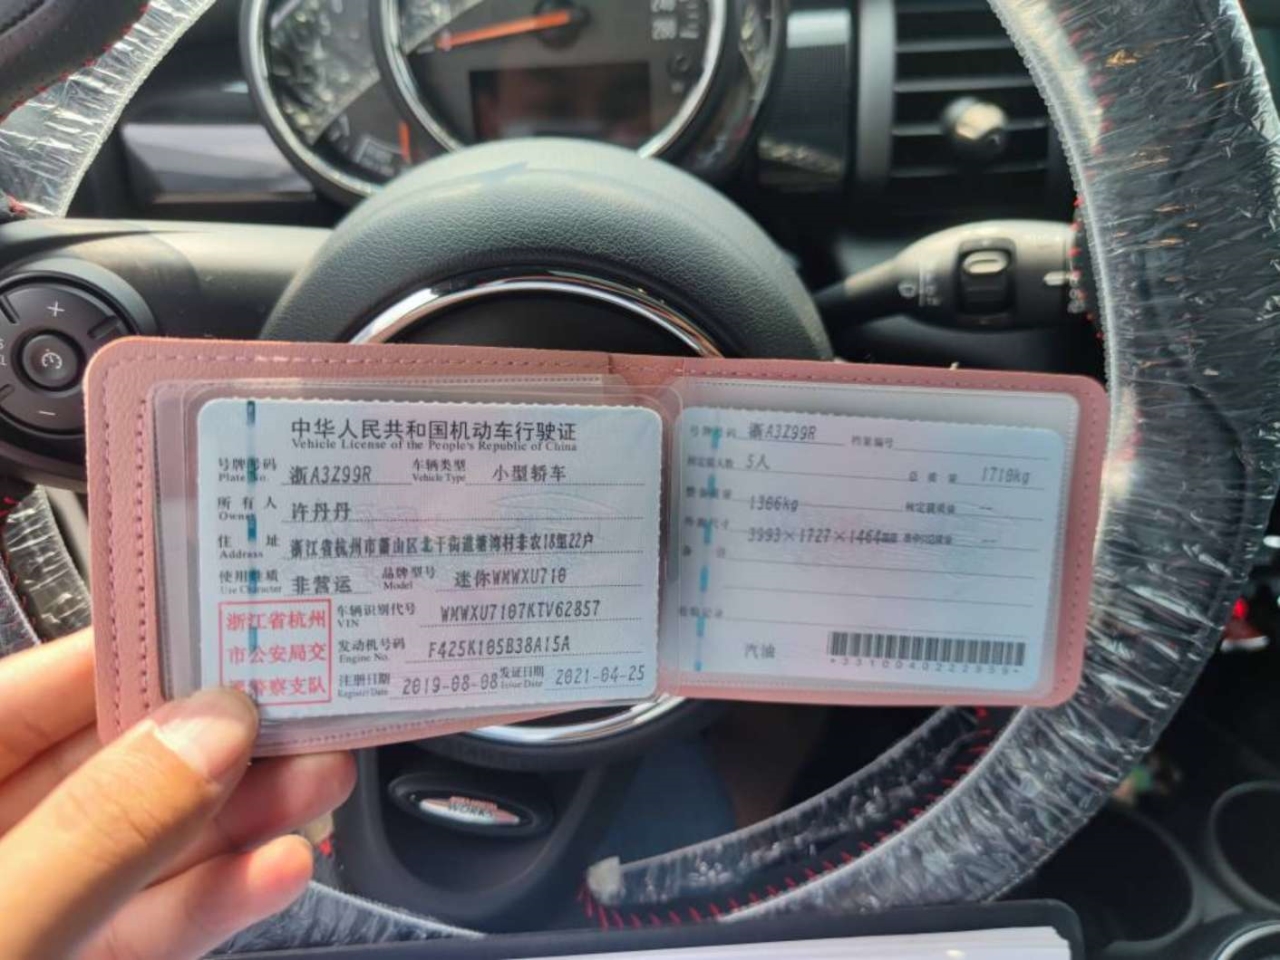 中华人民共和国机动车行驶证
Vehicle License of the People's Republic of China
号牌号码 浙A3Z99R 车辆类型 小型轿车
Plate No. Vehicle Type
所有人 许丹丹
Owner
住址 浙江省杭州市萧山区北干街道塘湾村非农18组22户
Address
使用性质 非营运 品牌型号 迷你WMWXU710
Use Character Model
浙江省杭州
市公安局交
通警察支队
车辆识别代号 WMWXU7107KTV62857
VIN
发动机号码 F425K105B38A15A
Engine No.
注册日期 2019-08-08 发证日期 2021-04-25
Register Date Issue Date
号牌号码 浙A3Z99R 档案编号
核定载人数 5人 总质量 1710kg
整备质量 1366kg 核定载质量 --
外廓尺寸 3993×1727×1464mm --
备注
检验记录
汽油
WORKS